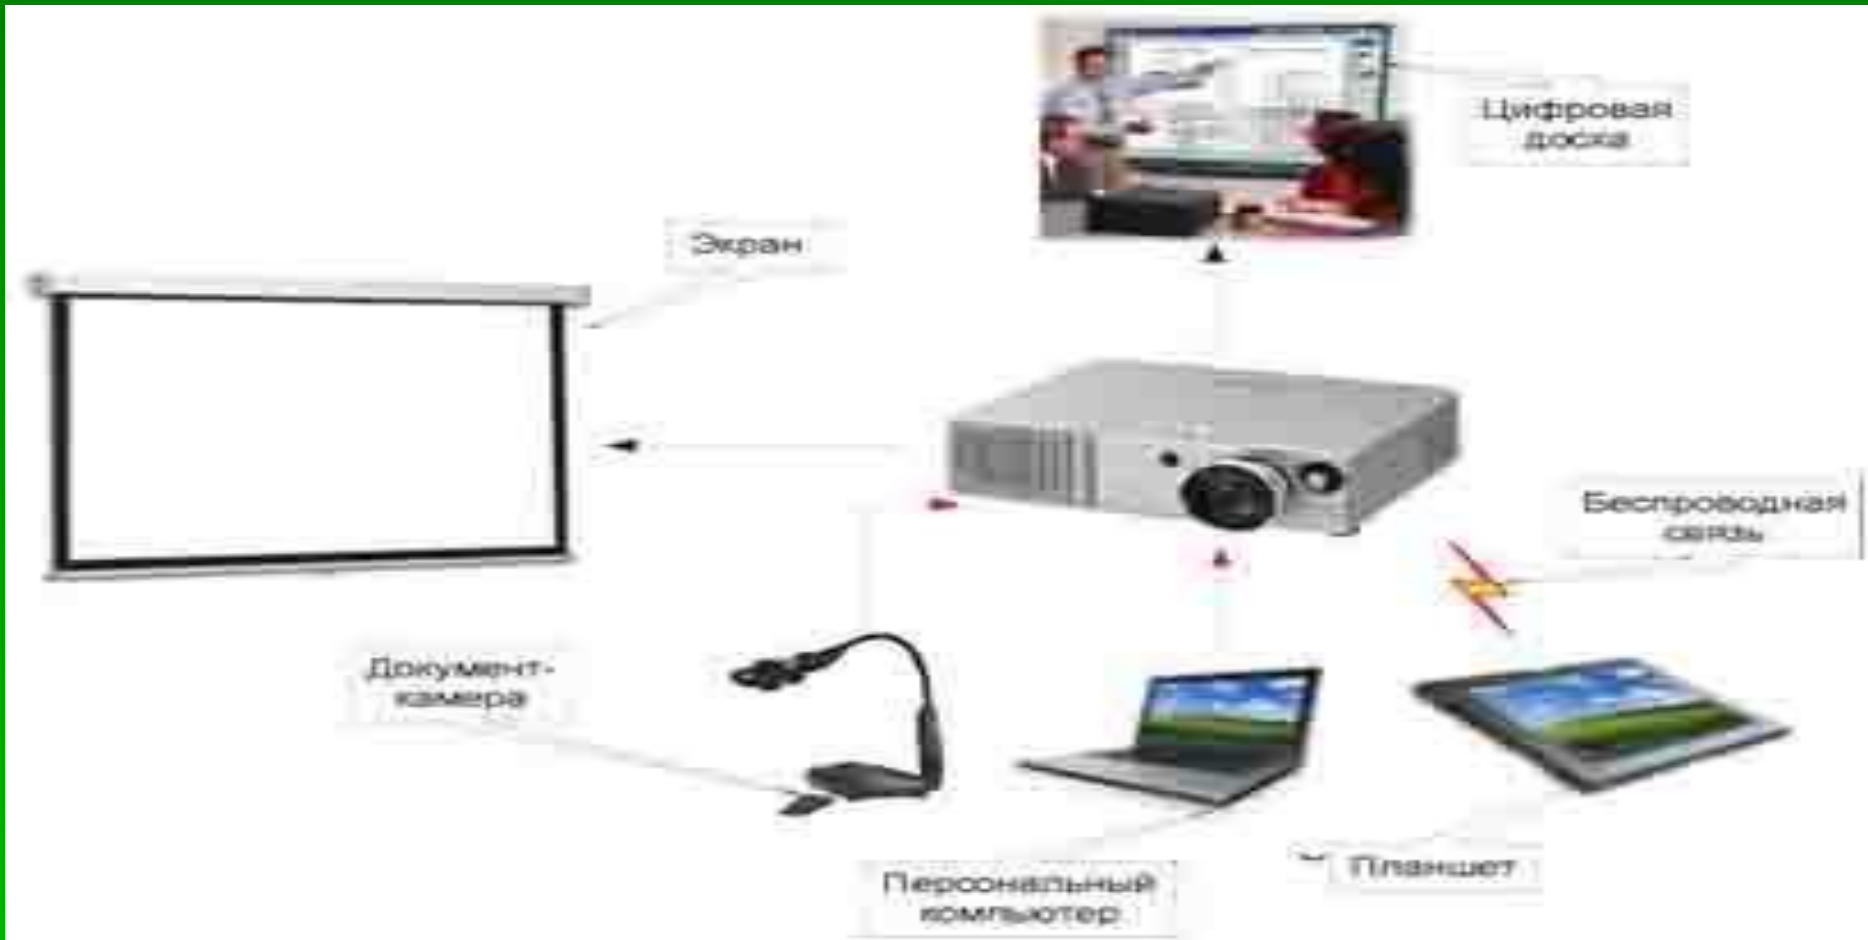 Цифровая
доска
Экран
Беспроводная
связь
Документ-
камера
Персональный
компьютер
Планшет